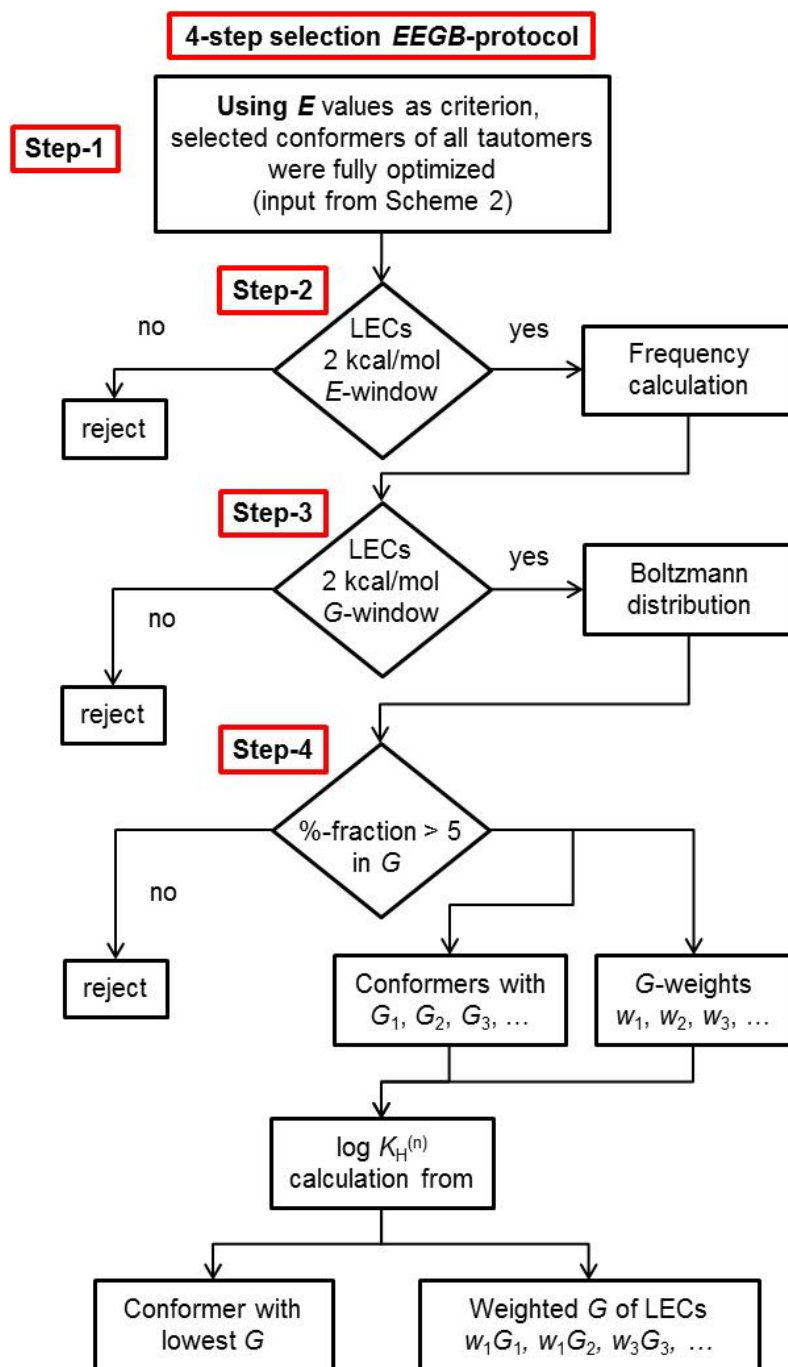 4-step selection EEGB-protocol
Step-1
Using E values as criterion,
selected conformers of all tautomers
were fully optimized
(input from Scheme 2)
Step-2
no
LECs
2 kcal/mol
E-window
yes
Frequency
calculation
reject
Step-3
no
LECs
2 kcal/mol
G-window
yes
Boltzmann
distribution
reject
Step-4
no
%-fraction > 5
in G
reject
Conformers with
G₁, G₂, G₃, ...
G-weights
w₁, w₂, w₃, ...
log K_H⁽ⁿ⁾
calculation from
Conformer with
lowest G
Weighted G of LECs
w₁G₁, w₁G₂, w₃G₃, ...